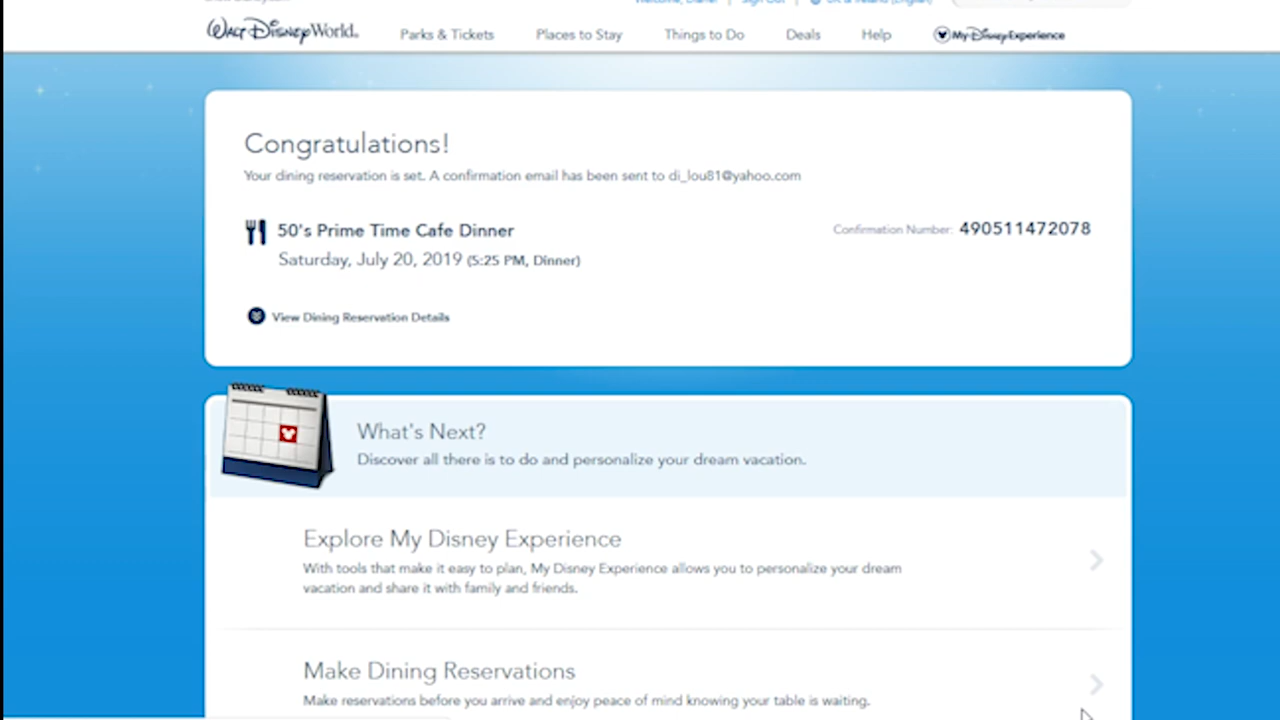 Walt Disney World.
Parks & Tickets
Places to Stay
Things to Do
Deals
Help
My Disney Experience
Congratulations!
Your dining reservation is set. A confirmation email has been sent to di_lou81@yahoo.com
50's Prime Time Cafe Dinner
Confirmation Number: 490511472078
Saturday, July 20, 2019 (5:25 PM, Dinner)
View Dining Reservation Details
What's Next?
Discover all there is to do and personalize your dream vacation.
Explore My Disney Experience
With tools that make it easy to plan, My Disney Experience allows you to personalize your dream
vacation and share it with family and friends.
Make Dining Reservations
Make reservations before you arrive and enjoy peace of mind knowing your table is waiting.